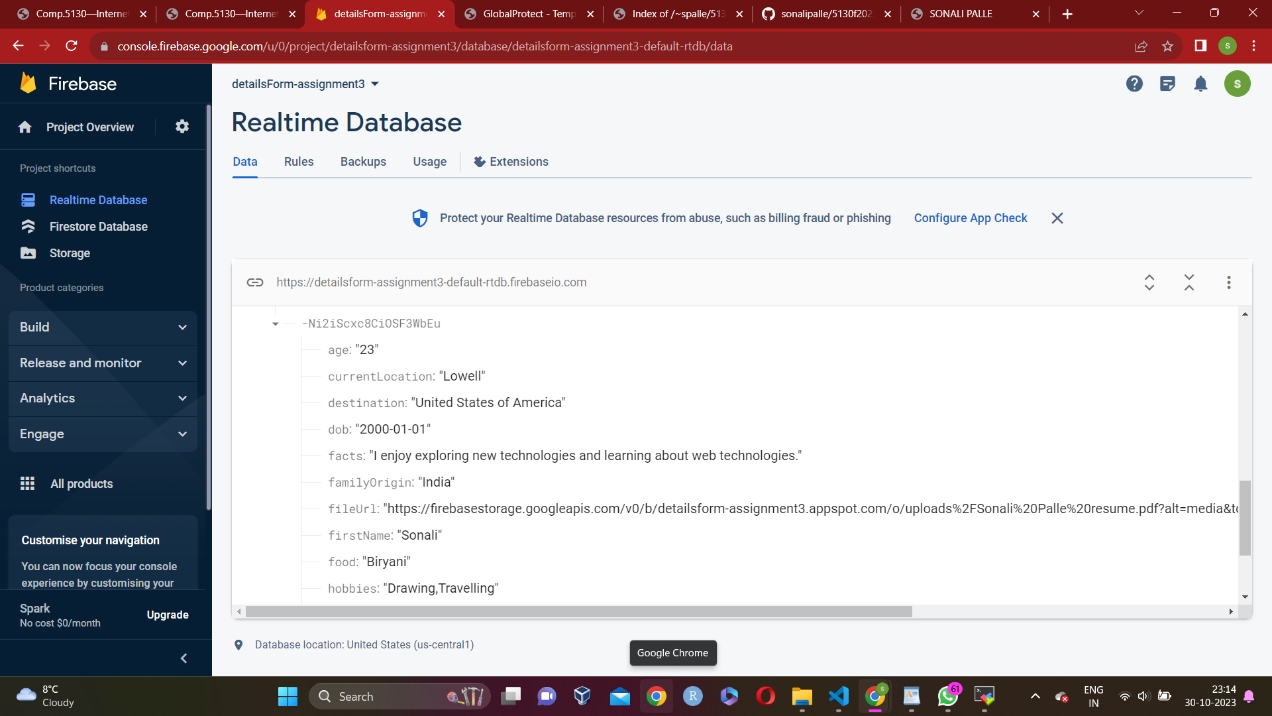 Comp.5130—Interne
Comp.5130—Interne
detailsForm-assignm
GlobalProtect - Temp
Index of /~spalle/513
sonalipalle/5130f202
SONALI PALLE
console.firebase.google.com/u/0/project/detailsform-assignment3/database/detailsform-assignment3-default-rtdb/data
S
Firebase
detailsForm-assignment3
S
Project Overview
Realtime Database
Project shortcuts
Data Rules Backups Usage Extensions
Realtime Database
Firestore Database
Storage
Protect your Realtime Database resources from abuse, such as billing fraud or phishing Configure App Check
Product categories
https://detailsform-assignment3-default-rtdb.firebaseio.com
Build
Release and monitor
Analytics
Engage
All products
-Ni2iScxc8CiOSF3WbEu
age: "23"
currentLocation: "Lowell"
destination: "United States of America"
dob: "2000-01-01"
facts: "I enjoy exploring new technologies and learning about web technologies."
familyOrigin: "India"
fileUrl: "https://firebasestorage.googleapis.com/v0/b/detailsform-assignment3.appspot.com/o/uploads%2FSonali%20Palle%20resume.pdf?alt=media&to
firstName: "Sonali"
food: "Biryani"
hobbies: "Drawing,Travelling"
Customise your navigation
You can now focus your console
experience by customising your
Spark
No cost $0/month
Upgrade
Database location: United States (us-central1)
Google Chrome
8°C
Cloudy
Search
R
6
61
ENG
IN
23:14
30-10-2023